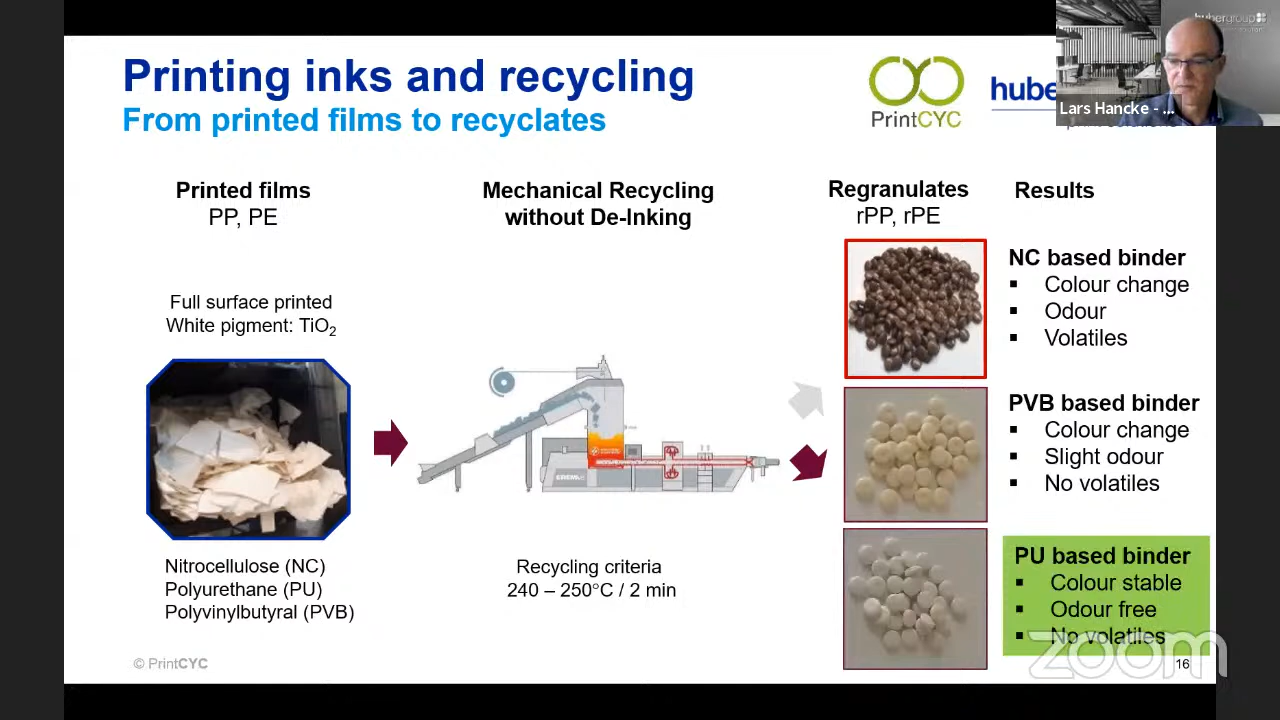 Printing inks and recycling
From printed films to recyclates
PrintCYC
hube
hubergroup
Lars Hancke - ...
Printed films
PP, PE
Mechanical Recycling
without De-Inking
Regranulates
rPP, rPE
Results
Full surface printed
White pigment: TiO₂
NC based binder
▪ Colour change
▪ Odour
▪ Volatiles
PVB based binder
▪ Colour change
▪ Slight odour
▪ No volatiles
PU based binder
▪ Colour stable
▪ Odour free
▪ No volatiles
Nitrocellulose (NC)
Polyurethane (PU)
Polyvinylbutyral (PVB)
Recycling criteria
240 – 250°C / 2 min
© PrintCYC
16
zoom